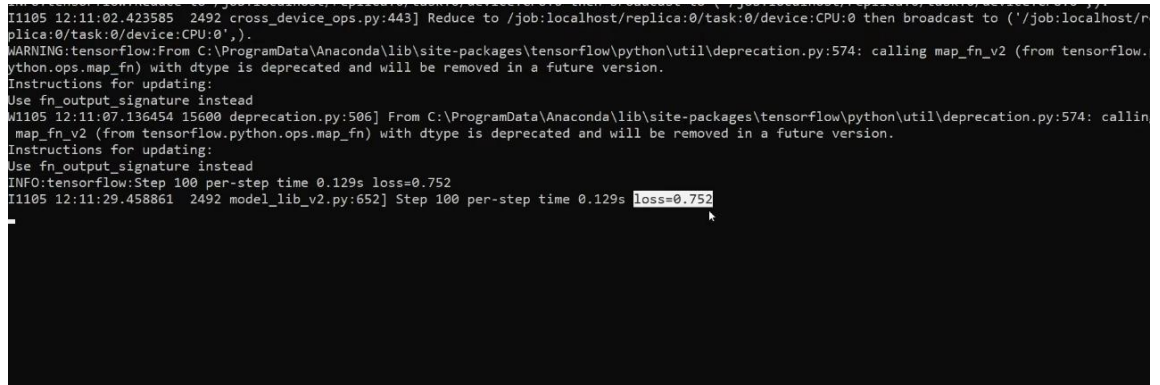 I1105 12:11:02.423585  2492 cross_device_ops.py:443] Reduce to /job:localhost/replica:0/task:0/device:CPU:0 then broadcast to ('/job:localhost/re
plica:0/task:0/device:CPU:0',).
WARNING:tensorflow:From C:\ProgramData\Anaconda\lib\site-packages\tensorflow\python\util\deprecation.py:574: calling map_fn_v2 (from tensorflow.p
ython.ops.map_fn) with dtype is deprecated and will be removed in a future version.
Instructions for updating:
Use fn_output_signature instead
W1105 12:11:07.136454 15600 deprecation.py:506] From C:\ProgramData\Anaconda\lib\site-packages\tensorflow\python\util\deprecation.py:574: calling
 map_fn_v2 (from tensorflow.python.ops.map_fn) with dtype is deprecated and will be removed in a future version.
Instructions for updating:
Use fn_output_signature instead
INFO:tensorflow:Step 100 per-step time 0.129s loss=0.752
I1105 12:11:29.458861  2492 model_lib_v2.py:652] Step 100 per-step time 0.129s loss=0.752